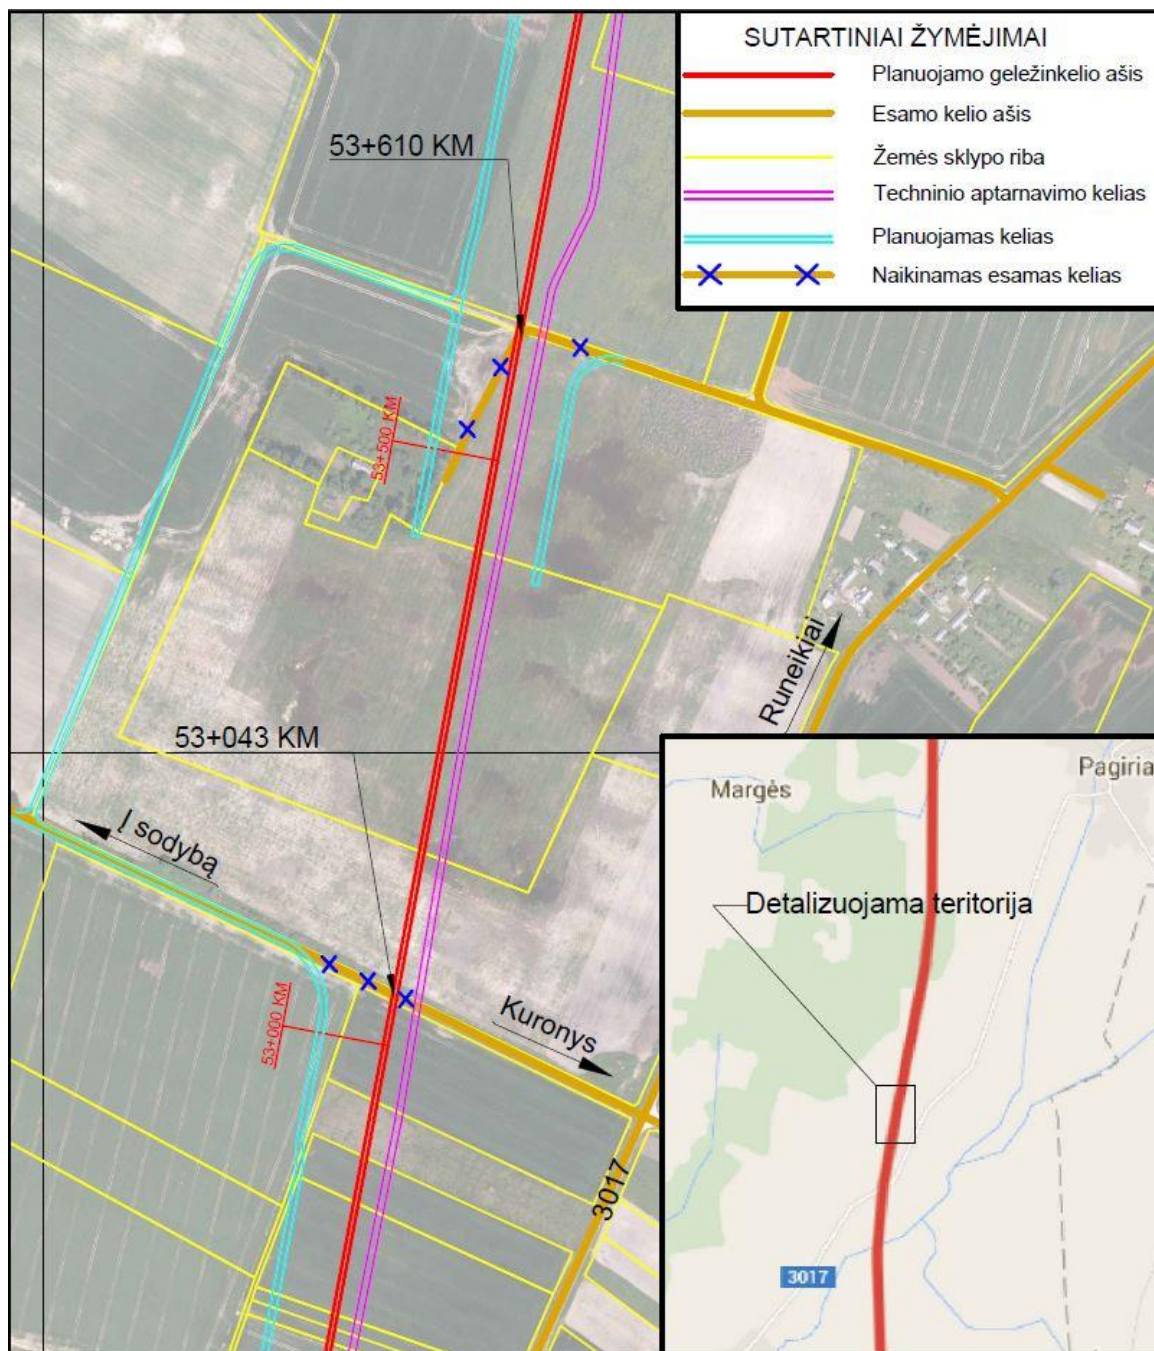 SUTARTINIAI ŽYMĖJIMAI
Planuojamo geležinkelio ašis
Esamo kelio ašis
Žemės sklypo riba
Techninio aptarnavimo kelias
Planuojamas kelias
Naikinamas esamas kelias
53+610 KM
53+500 KM
Runeikiai
53+043 KM
Į sodybą
53+000 KM
Kuronys
3017
Pagiria
Margės
Detalizuojama teritorija
3017